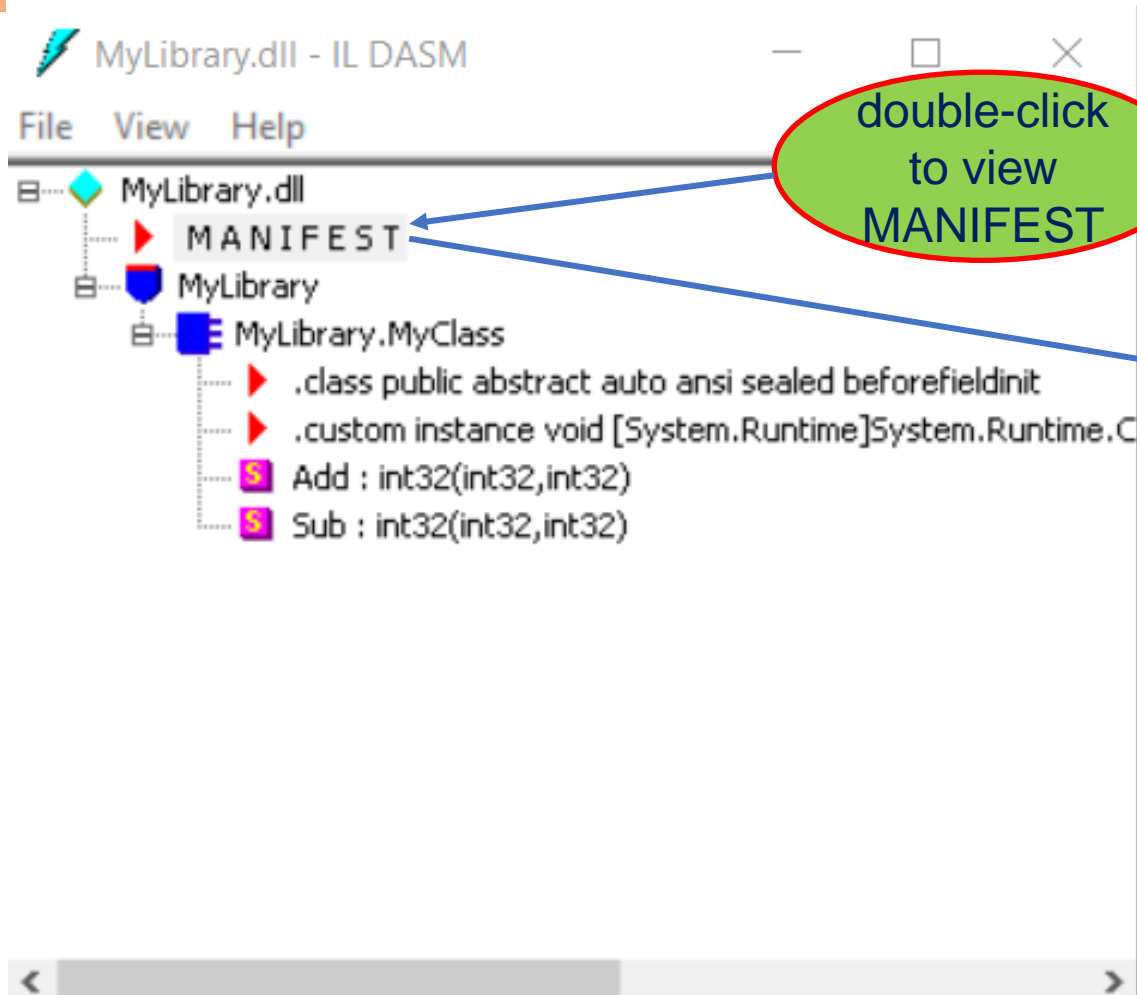 MyLibrary.dll - IL DASM
File View Help
double-click
to view
MANIFEST
MyLibrary.dll
MANIFEST
MyLibrary
MyLibrary.MyClass
.class public abstract auto ansi sealed beforefieldinit
.custom instance void [System.Runtime]System.Runtime.C
S Add : int32(int32,int32)
S Sub : int32(int32,int32)